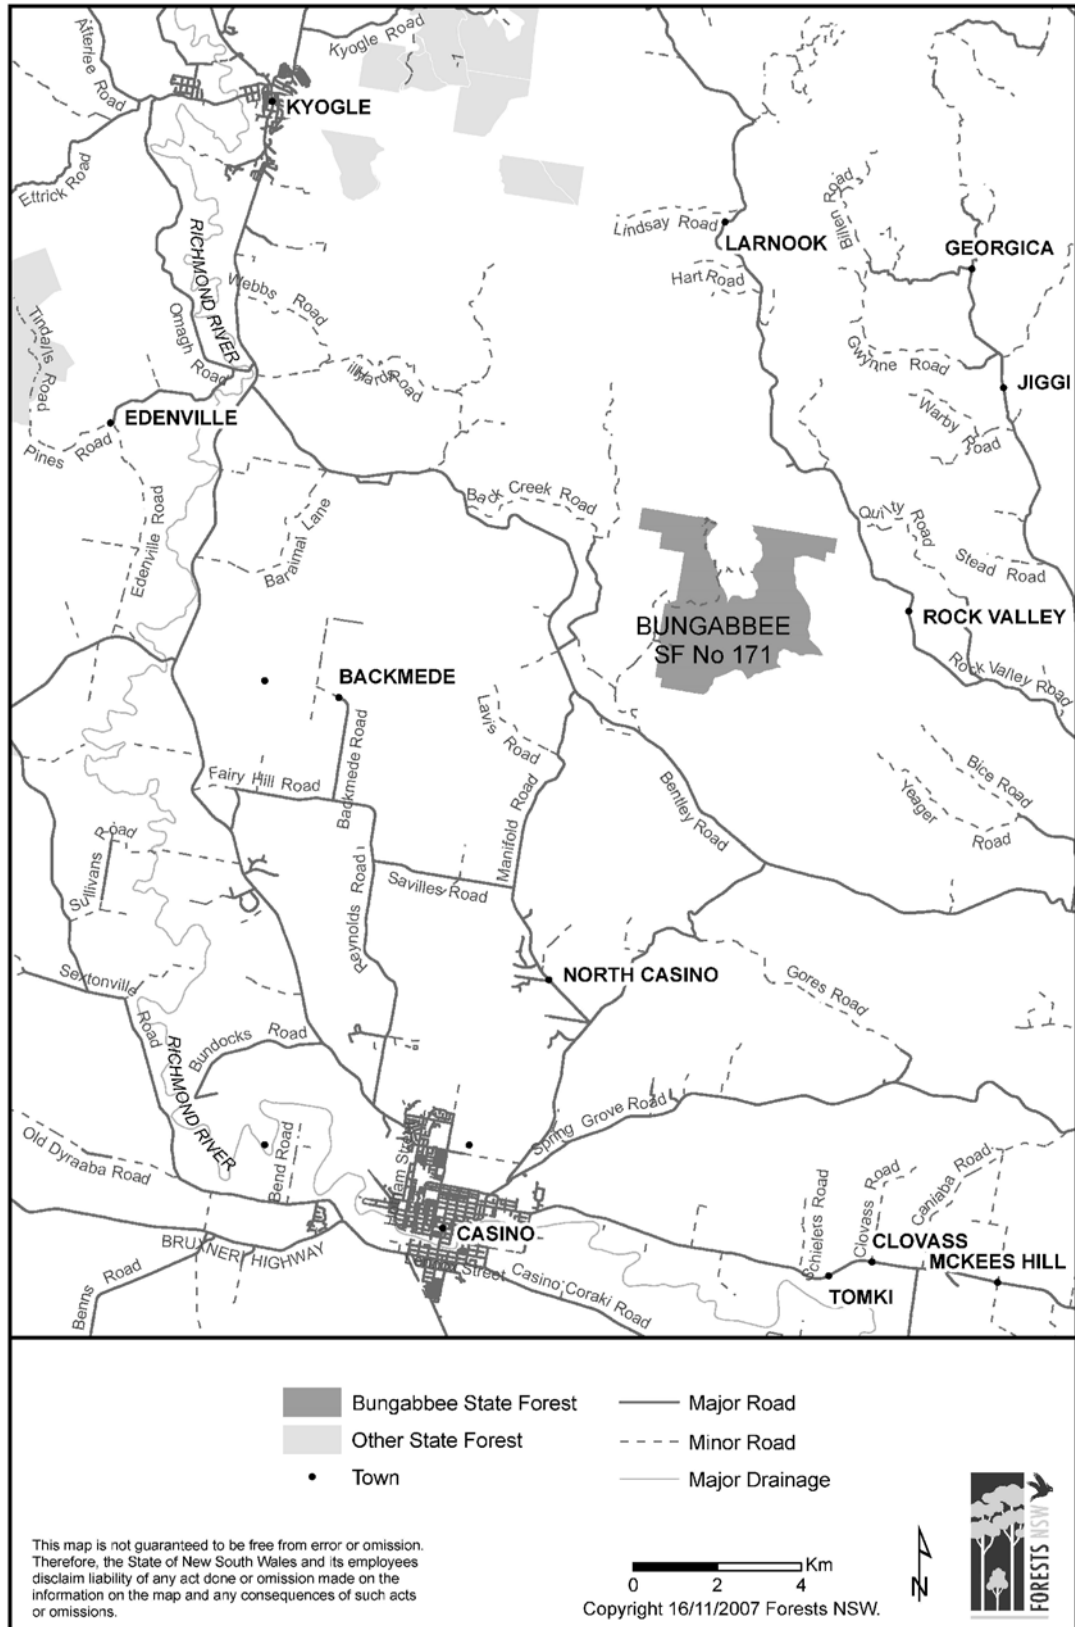 Afterlee Road
Kyogle Road
-1
KYOGLE
Ettrick Road
RICHMOND RIVER
Lindsay Road
LARNOOK
Billen Road
-1
GEORGICA
Hart Road
Webbs Road
Omagh Road
Tindalls Road
Gwynne Road
JIGGI
Warby Road
EDENVILLE
Pines Road
Edenville Road
Baraimal Lane
Back Creek Road
Quilty Road
Stead Road
BUNGABBEE
SF No 171
ROCK VALLEY
Rock Valley Road
BACKMEDE
Lavis Road
Fairy Hill Road
Backmede Road
Manifold Road
Bentley Road
Bice Road
Yeager Road
Sullivans Road
Reynolds Road
Savilles Road
Sextonville Road
NORTH CASINO
Gores Road
Bundocks Road
RICHMOND RIVER
Spring Grove Road
Old Dyraaba Road
Bend Road
Street
Schielers Road
Clovass Road
Caniaba Road
CASINO
CLOVASS
MCKEES HILL
BRUXNER HIGHWAY
Benns Road
Street
Casino Coraki Road
TOMKI
Bungabbee State Forest
Other State Forest
Town
Major Road
Minor Road
Major Drainage
This map is not guaranteed to be free from error or omission.
Therefore, the State of New South Wales and its employees
disclaim liability of any act done or omission made on the
information on the map and any consequences of such acts
or omissions.
Km
0 2 4
Copyright 16/11/2007 Forests NSW.
N
FORESTS NSW